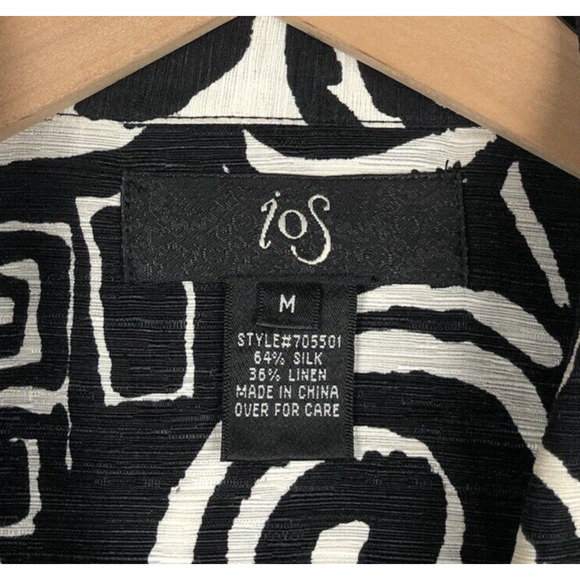 ios
M
STYLE#705501
64% SILK
36% LINEN
MADE IN CHINA
OVER FOR CARE